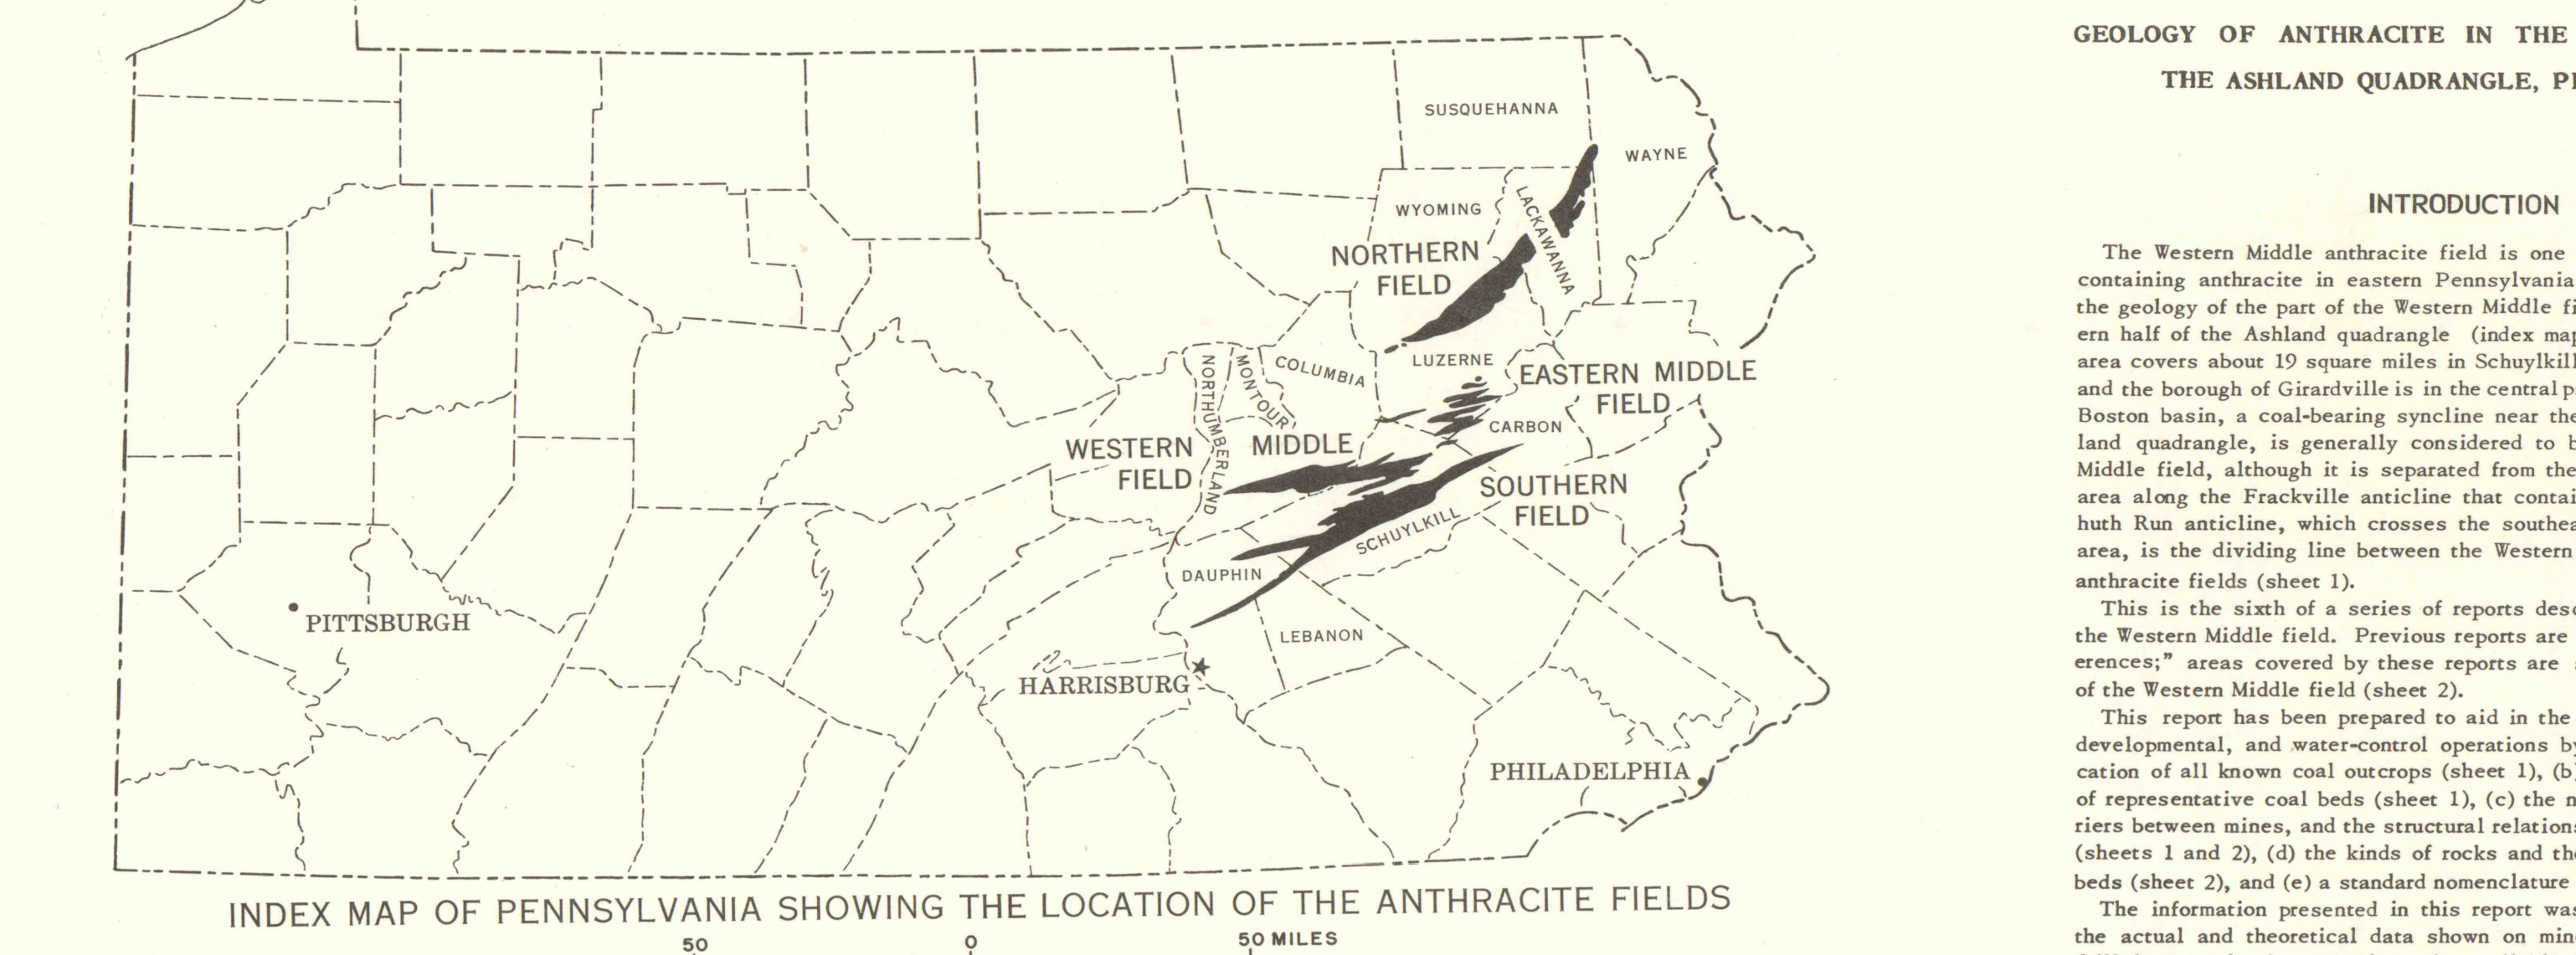 SUSQUEHANNA
WAYNE
WYOMING
LACKAWANNA
NORTHERN
FIELD
LUZERNE
NORTHUMBERLAND
MONTOUR
COLUMBIA
EASTERN MIDDLE
FIELD
CARBON
WESTERN MIDDLE
FIELD
SOUTHERN
FIELD
SCHUYLKILL
DAUPHIN
PITTSBURGH
LEBANON
HARRISBURG
PHILADELPHIA
INDEX MAP OF PENNSYLVANIA SHOWING THE LOCATION OF THE ANTHRACITE FIELDS
50 0 50 MILES
GEOLOGY OF ANTHRACITE IN THE
THE ASHLAND QUADRANGLE,
INTRODUCTION
The Western Middle anthracite field is one
containing anthracite in eastern Pennsylvania
the geology of the part of the Western Middle
ern half of the Ashland quadrangle (index
area covers about 19 square miles in
and the borough of Girardville is in the central
Boston basin, a coal-bearing syncline near the
land quadrangle, is generally considered to
Middle field, although it is separated from the
area along the Frackville anticline that
huth Run anticline, which crosses the
area, is the dividing line between the Western
anthracite fields (sheet 1).
This is the sixth of a series of reports
the Western Middle field. Previous reports are
erences;” areas covered by these reports are
of the Western Middle field (sheet 2).
This report has been prepared to aid in the
developmental, and water-control operations
cation of all known coal outcrops (sheet 1),
of representative coal beds (sheet 1), (c) the
riers between mines, and the structural
(sheets 1 and 2), (d) the kinds of rocks and
beds (sheet 2), and (e) a standard nomenclature
The information presented in this report was
the actual and theoretical data shown on